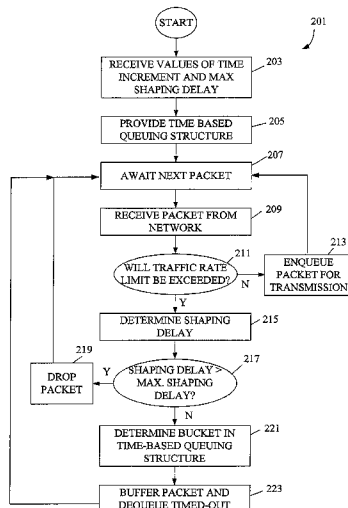 START
201
RECEIVE VALUES OF TIME
INCREMENT AND MAX
SHAPING DELAY
203
PROVIDE TIME BASED
QUEUING STRUCTURE
205
AWAIT NEXT PACKET
207
RECEIVE PACKET FROM
NETWORK
209
WILL TRAFFIC RATE
LIMIT BE EXCEEDED?
211
N
213
ENQUEUE
PACKET FOR
TRANSMISSION
Y
DETERMINE SHAPING
DELAY
215
SHAPING DELAY >
MAX. SHAPING
DELAY?
217
Y
219
DROP
PACKET
N
DETERMINE BUCKET IN
TIME-BASED QUEUING
STRUCTURE
221
BUFFER PACKET AND
DEQUEUE TIMED-OUT
223